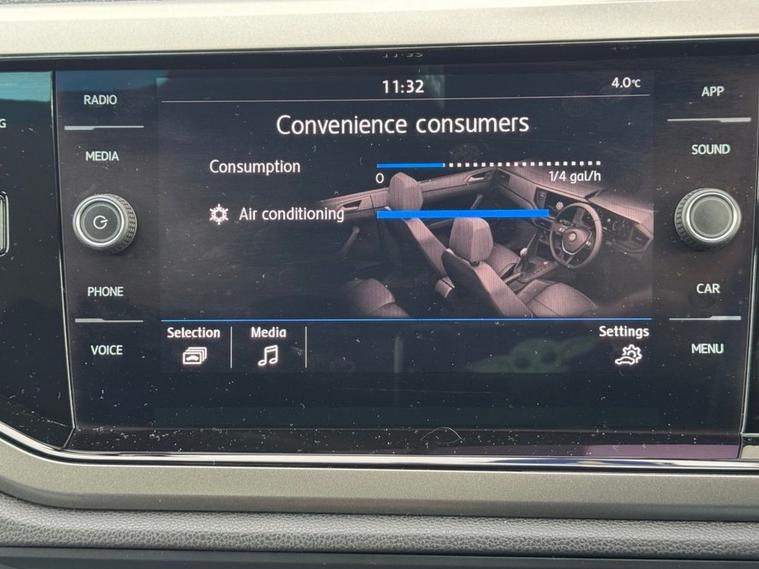 RADIO
MEDIA
PHONE
VOICE
G
11:32
4.0°C
Convenience consumers
Consumption
0
1/4 gal/h
Air conditioning
Selection
Media
Settings
APP
SOUND
CAR
MENU